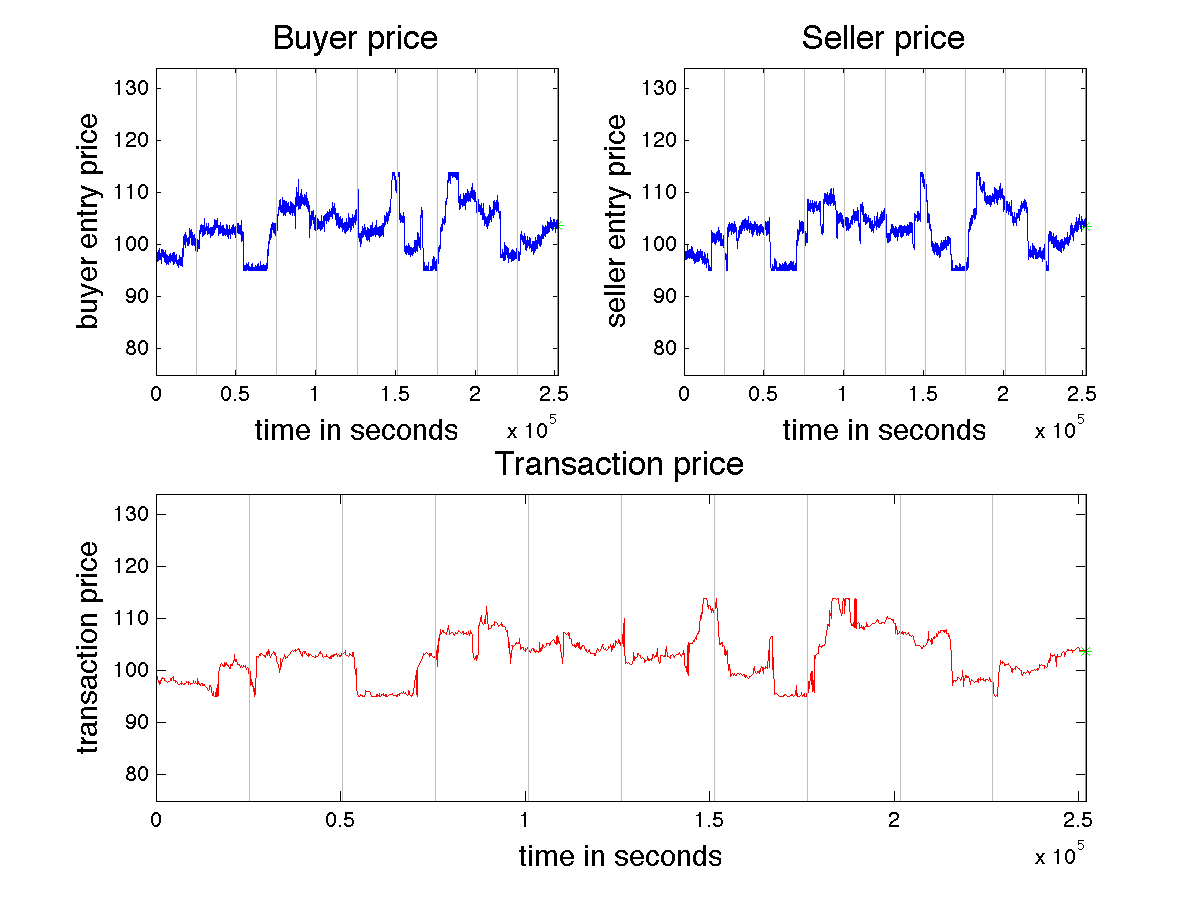 Buyer price
Seller price
buyer entry price
130
120
110
100
90
80
0 0.5 1 1.5 2 2.5
time in seconds
x 10^5
seller entry price
130
120
110
100
90
80
0 0.5 1 1.5 2 2.5
time in seconds
x 10^5
Transaction price
transaction price
130
120
110
100
90
80
0 0.5 1 1.5 2 2.5
time in seconds
x 10^5